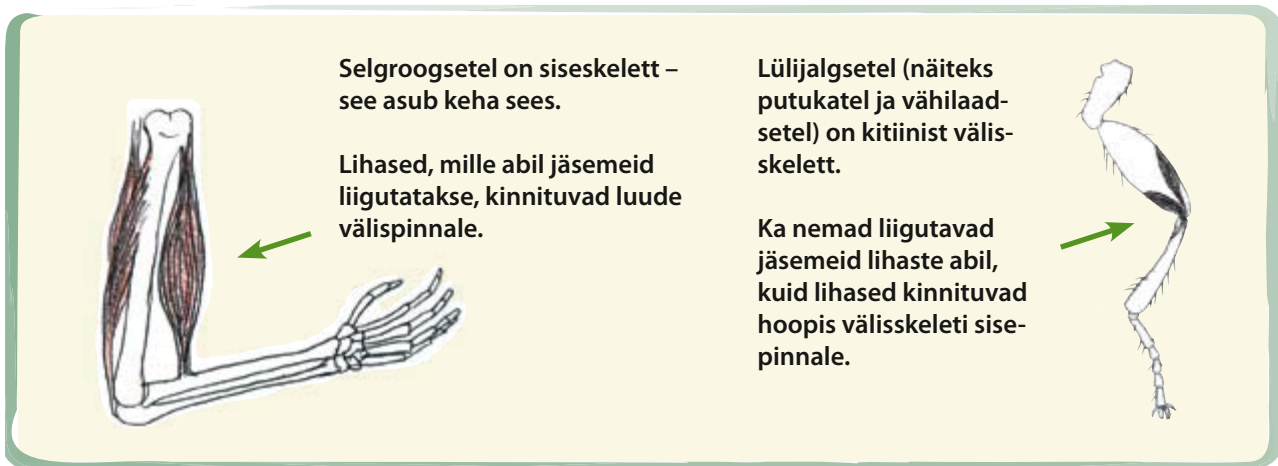 Selgroogsetel on siseskelett –
see asub keha sees.
Lihased, mille abil jäsemeid
liigutatakse, kinnituvad luude
välispinnale.
Lülijalgsetel (näiteks
putukatel ja vähilaad-
setel) on kitiinist välis-
skelett.
Ka nemad liigutavad
jäsemeid lihaste abil,
kuid lihased kinnituvad
hoopis välisskeleti sise-
pinnale.